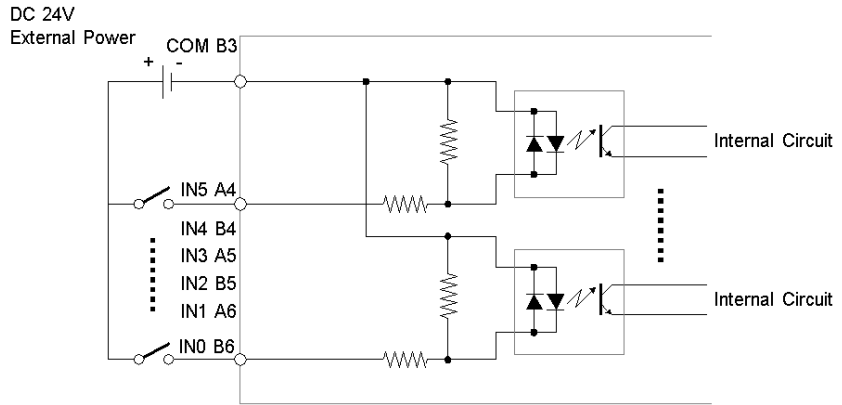 DC 24V
External Power
+ -
COM B3
Internal Circuit
IN5 A4
IN4 B4
IN3 A5
IN2 B5
IN1 A6
Internal Circuit
IN0 B6